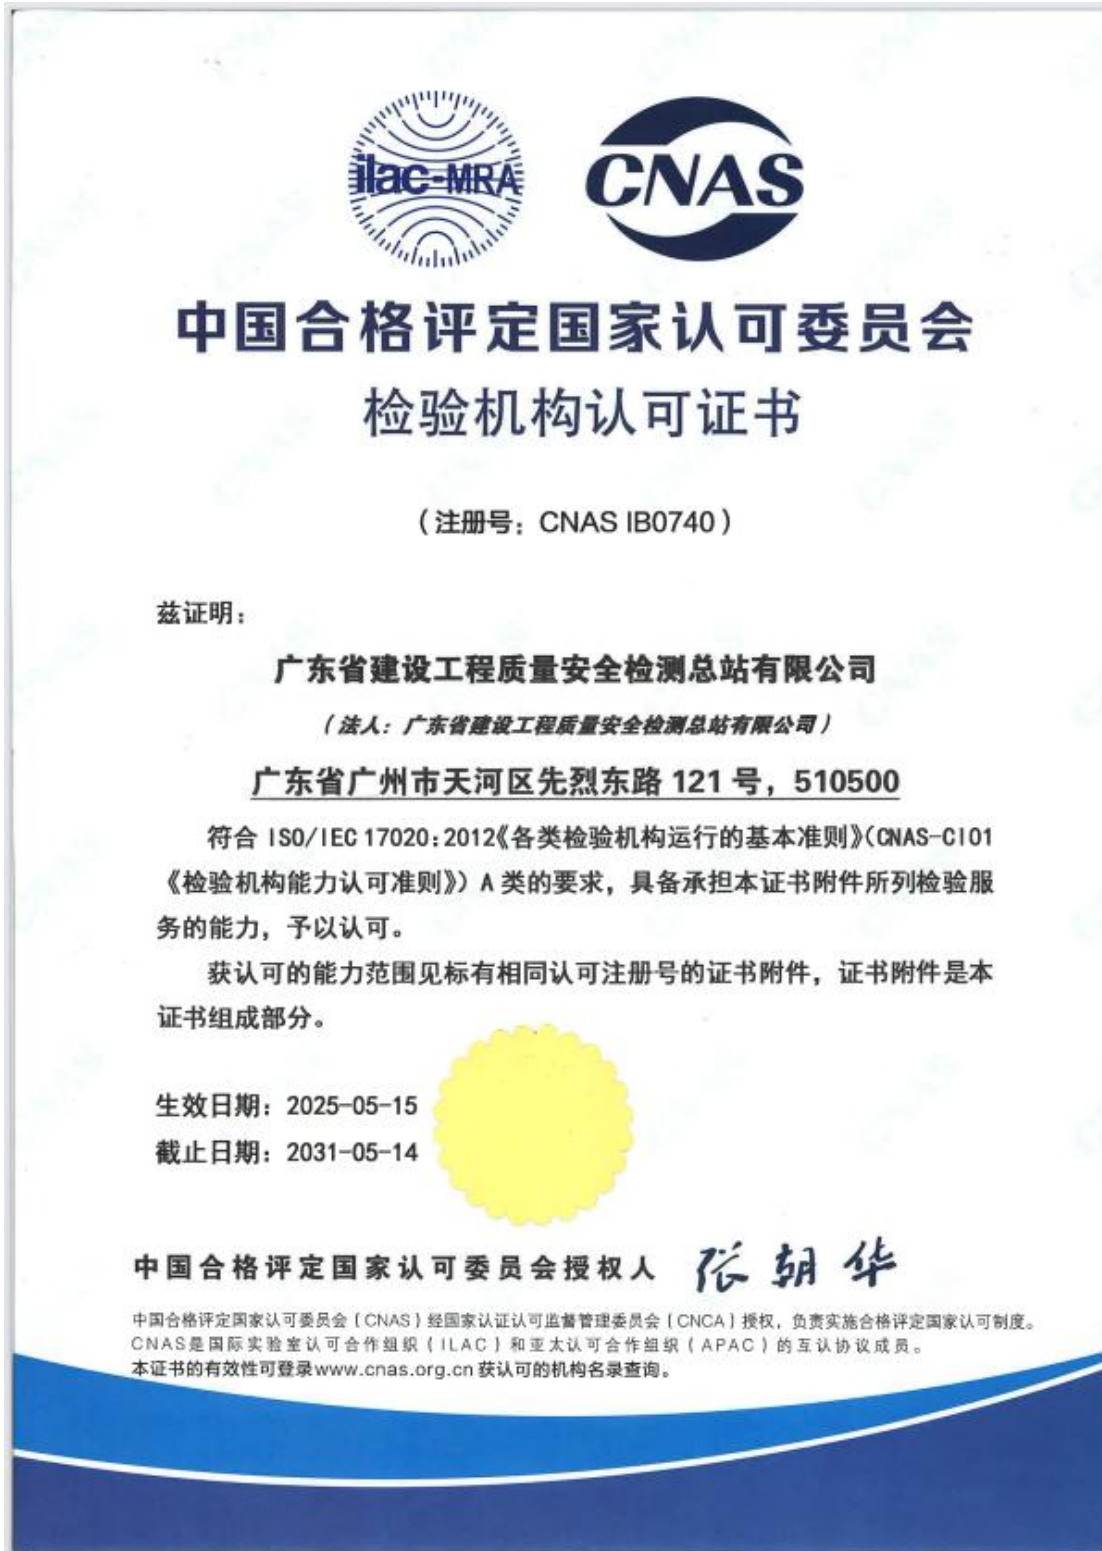 ilac-MRA
CNAS
中国合格评定国家认可委员会
检验机构认可证书
（注册号：CNAS IB0740）
兹证明：
广东省建设工程质量安全检测总站有限公司
（法人：广东省建设工程质量安全检测总站有限公司）
广东省广州市天河区先烈东路 121 号，510500
符合 ISO/IEC 17020:2012《各类检验机构运行的基本准则》（CNAS-CI01
《检验机构能力认可准则》）A 类的要求，具备承担本证书附件所列检验服
务的能力，予以认可。
获认可的能力范围见标有相同认可注册号的证书附件，证书附件是本
证书组成部分。
生效日期：2025-05-15
截止日期：2031-05-14
中国合格评定国家认可委员会授权人 张朝华
中国合格评定国家认可委员会（CNAS）经国家认证认可监督管理委员会（CNCA）授权，负责实施合格评定国家认可制度。
CNAS是国际实验室认可合作组织（ILAC）和亚太认可合作组织（APAC）的互认协议成员。
本证书的有效性可登录www.cnas.org.cn 获认可的机构名录查询。